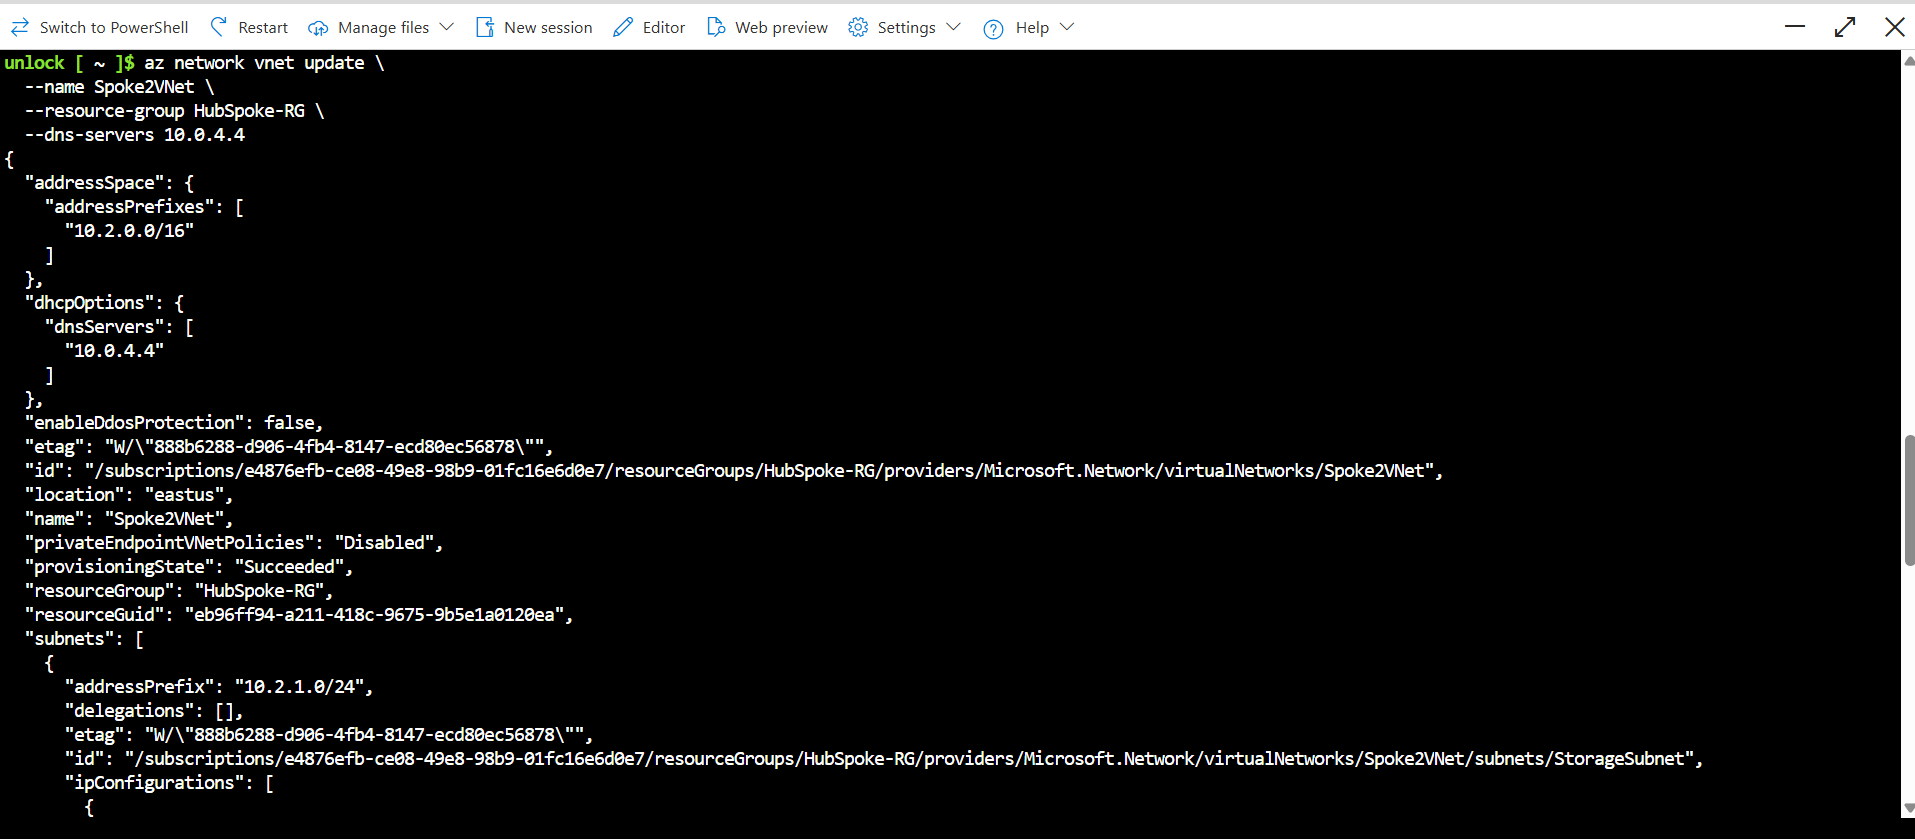 Switch to PowerShell Restart Manage files New session Editor Web preview Settings Help
unlock [ ~ ]$ az network vnet update \
  --name Spoke2VNet \
  --resource-group HubSpoke-RG \
  --dns-servers 10.0.4.4
{
  "addressSpace": {
    "addressPrefixes": [
      "10.2.0.0/16"
    ]
  },
  "dhcpOptions": {
    "dnsServers": [
      "10.0.4.4"
    ]
  },
  "enableDdosProtection": false,
  "etag": "W/\"888b6288-d906-4fb4-8147-ecd80ec56878\"",
  "id": "/subscriptions/e4876efb-ce08-49e8-98b9-01fc16e6d0e7/resourceGroups/HubSpoke-RG/providers/Microsoft.Network/virtualNetworks/Spoke2VNet",
  "location": "eastus",
  "name": "Spoke2VNet",
  "privateEndpointVNetPolicies": "Disabled",
  "provisioningState": "Succeeded",
  "resourceGroup": "HubSpoke-RG",
  "resourceGuid": "eb96ff94-a211-418c-9675-9b5e1a0120ea",
  "subnets": [
    {
      "addressPrefix": "10.2.1.0/24",
      "delegations": [],
      "etag": "W/\"888b6288-d906-4fb4-8147-ecd80ec56878\"",
      "id": "/subscriptions/e4876efb-ce08-49e8-98b9-01fc16e6d0e7/resourceGroups/HubSpoke-RG/providers/Microsoft.Network/virtualNetworks/Spoke2VNet/subnets/StorageSubnet",
      "ipConfigurations": [
        {